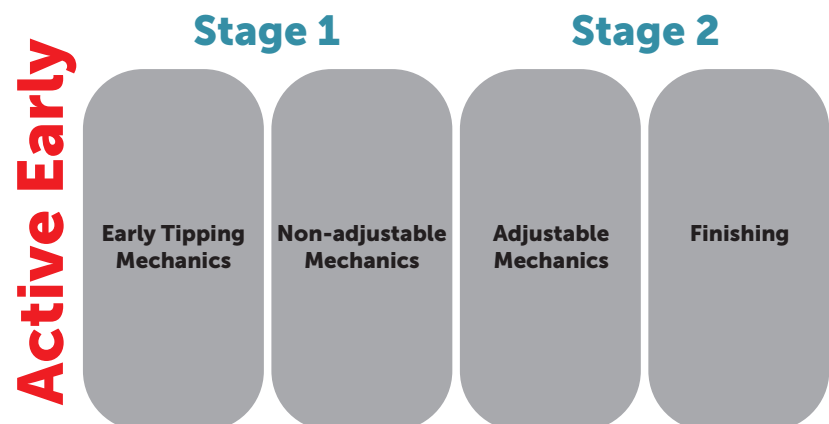 Active Early
Stage 1
Stage 2
Early Tipping
Mechanics
Non-adjustable
Mechanics
Adjustable
Mechanics
Finishing